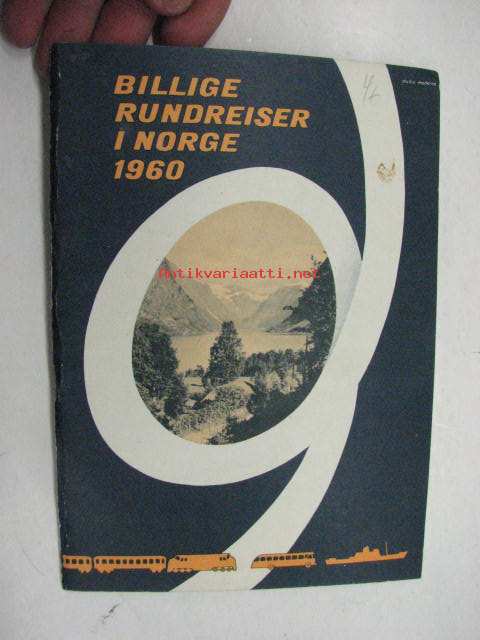 BILLIGE
RUNDREISER
I NORGE
1960
Antikvariaatti.net